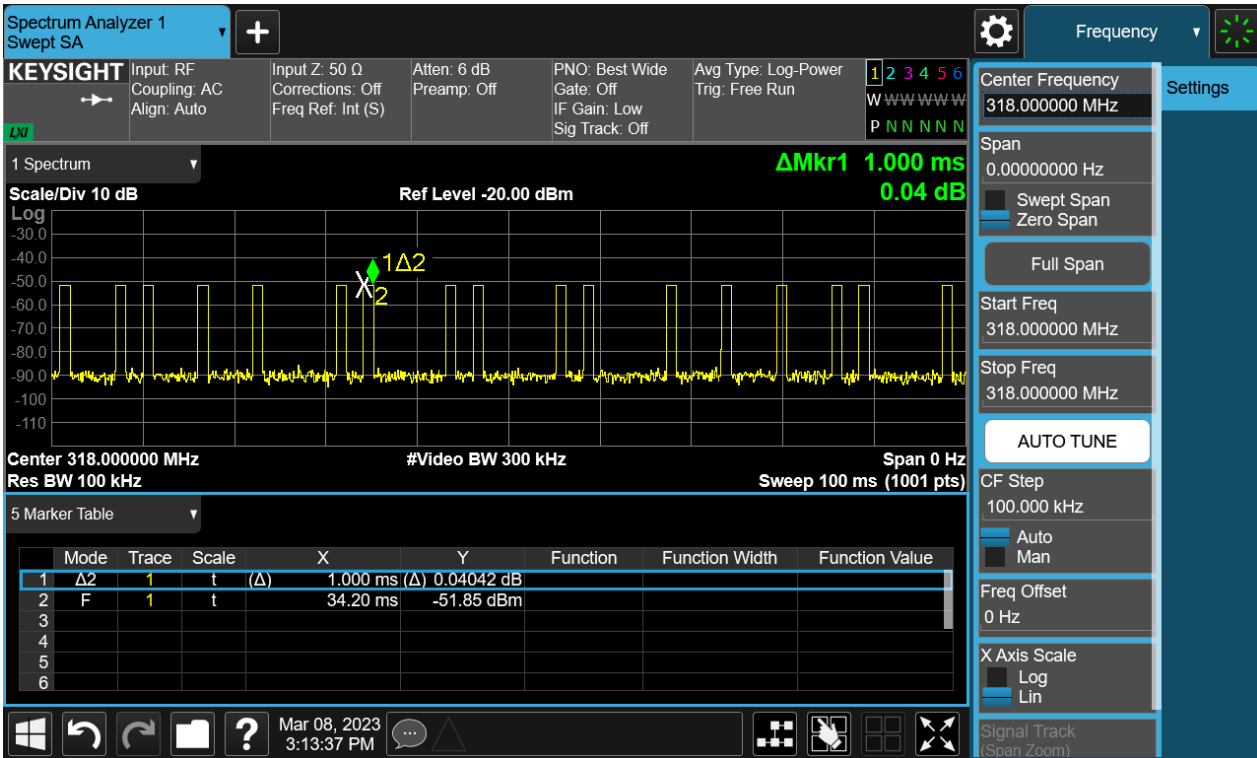 Spectrum Analyzer 1
Swept SA
+
Frequency
KEYSIGHT
LXI
Input: RF
Coupling: AC
Align: Auto
Input Z: 50 Ω
Corrections: Off
Freq Ref: Int (S)
Atten: 6 dB
Preamp: Off
PNO: Best Wide
Gate: Off
IF Gain: Low
Sig Track: Off
Avg Type: Log-Power
Trig: Free Run
1 2 3 4 5 6
W W W W W W
P N N N N N
1 Spectrum
ΔMkr1 1.000 ms
0.04 dB
Scale/Div 10 dB
Ref Level -20.00 dBm
Log
-30.0
-40.0
-50.0
-60.0
-70.0
-80.0
-90.0
-100
-110
1Δ2
X2
Center 318.000000 MHz
#Video BW 300 kHz
Span 0 Hz
Res BW 100 kHz
Sweep 100 ms (1001 pts)
5 Marker Table
Mode Trace Scale X Y Function Function Width Function Value
1 Δ2 1 t (Δ) 1.000 ms (Δ) 0.04042 dB
2 F 1 t 34.20 ms -51.85 dBm
3
4
5
6
?
Mar 08, 2023
3:13:37 PM
Center Frequency
318.000000 MHz
Span
0.00000000 Hz
Swept Span
Zero Span
Full Span
Start Freq
318.000000 MHz
Stop Freq
318.000000 MHz
AUTO TUNE
CF Step
100.000 kHz
Auto
Man
Freq Offset
0 Hz
X Axis Scale
Log
Lin
Signal Track
(Span Zoom)
Settings